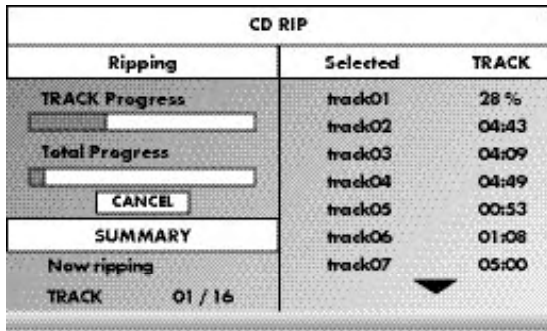 CD RIP
Ripping
TRACK Progress
Total Progress
CANCEL
SUMMARY
Now ripping
TRACK 01 / 16
Selected TRACK
track01 28 %
track02 04:43
track03 04:09
track04 04:49
track05 00:53
track06 01:08
track07 05:00